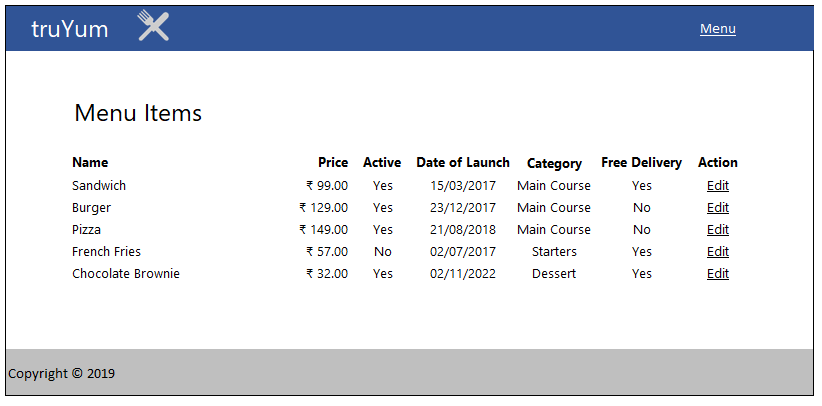 truYum Menu
Menu Items
Name Price Active Date of Launch Category Free Delivery Action
Sandwich ₹ 99.00 Yes 15/03/2017 Main Course Yes Edit
Burger ₹ 129.00 Yes 23/12/2017 Main Course No Edit
Pizza ₹ 149.00 Yes 21/08/2018 Main Course No Edit
French Fries ₹ 57.00 No 02/07/2017 Starters Yes Edit
Chocolate Brownie ₹ 32.00 Yes 02/11/2022 Dessert Yes Edit
Copyright © 2019